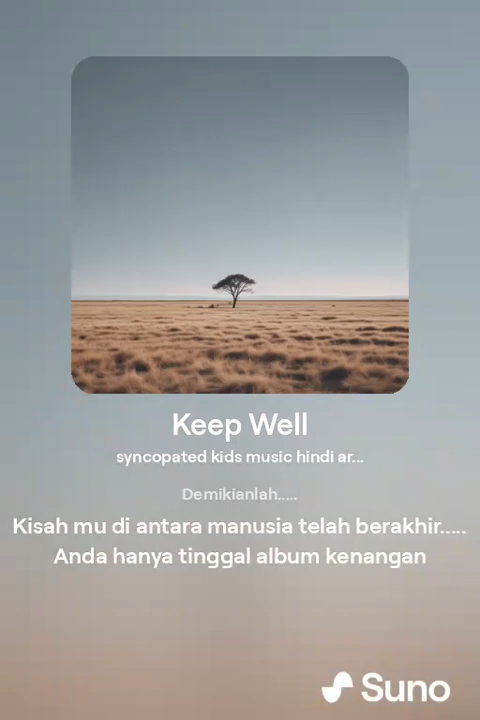 Keep Well
syncopated kids music hindi ar...
Demikianlah.....
Kisah mu di antara manusia telah berakhir.....
Anda hanya tinggal album kenangan
Suno